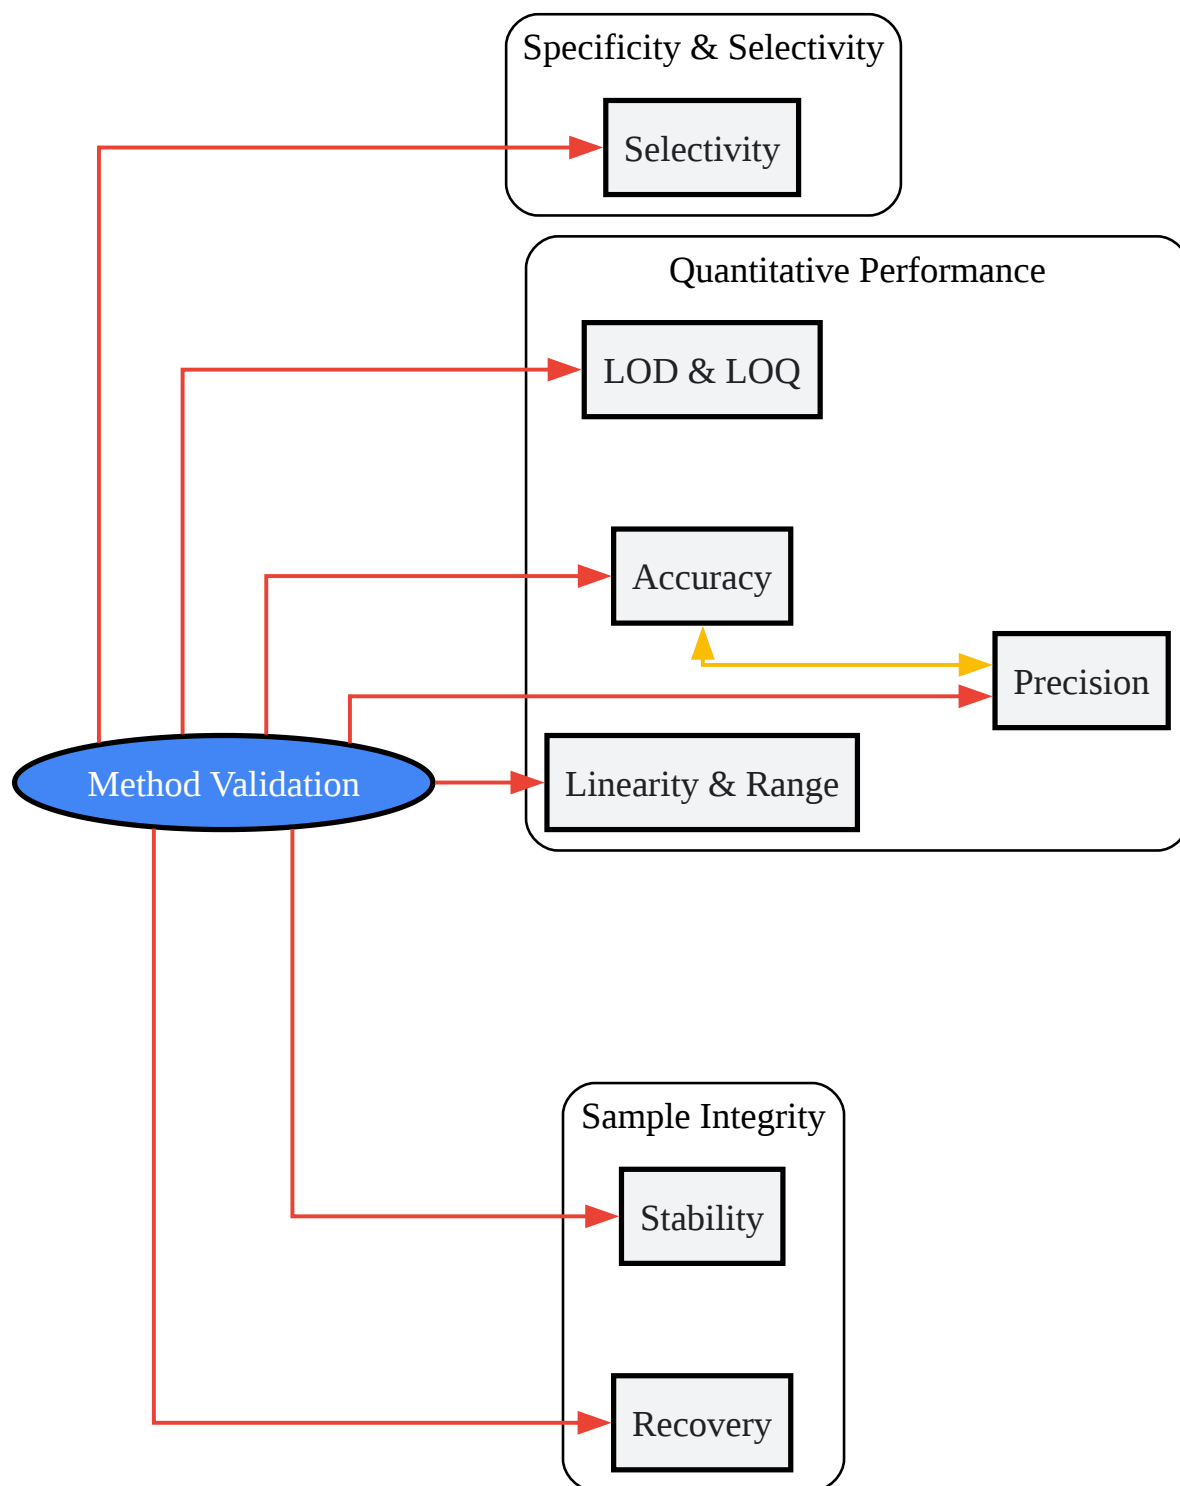 Specificity & Selectivity
Selectivity
Quantitative Performance
LOD & LOQ
Accuracy
Precision
Method Validation
Linearity & Range
Sample Integrity
Stability
Recovery